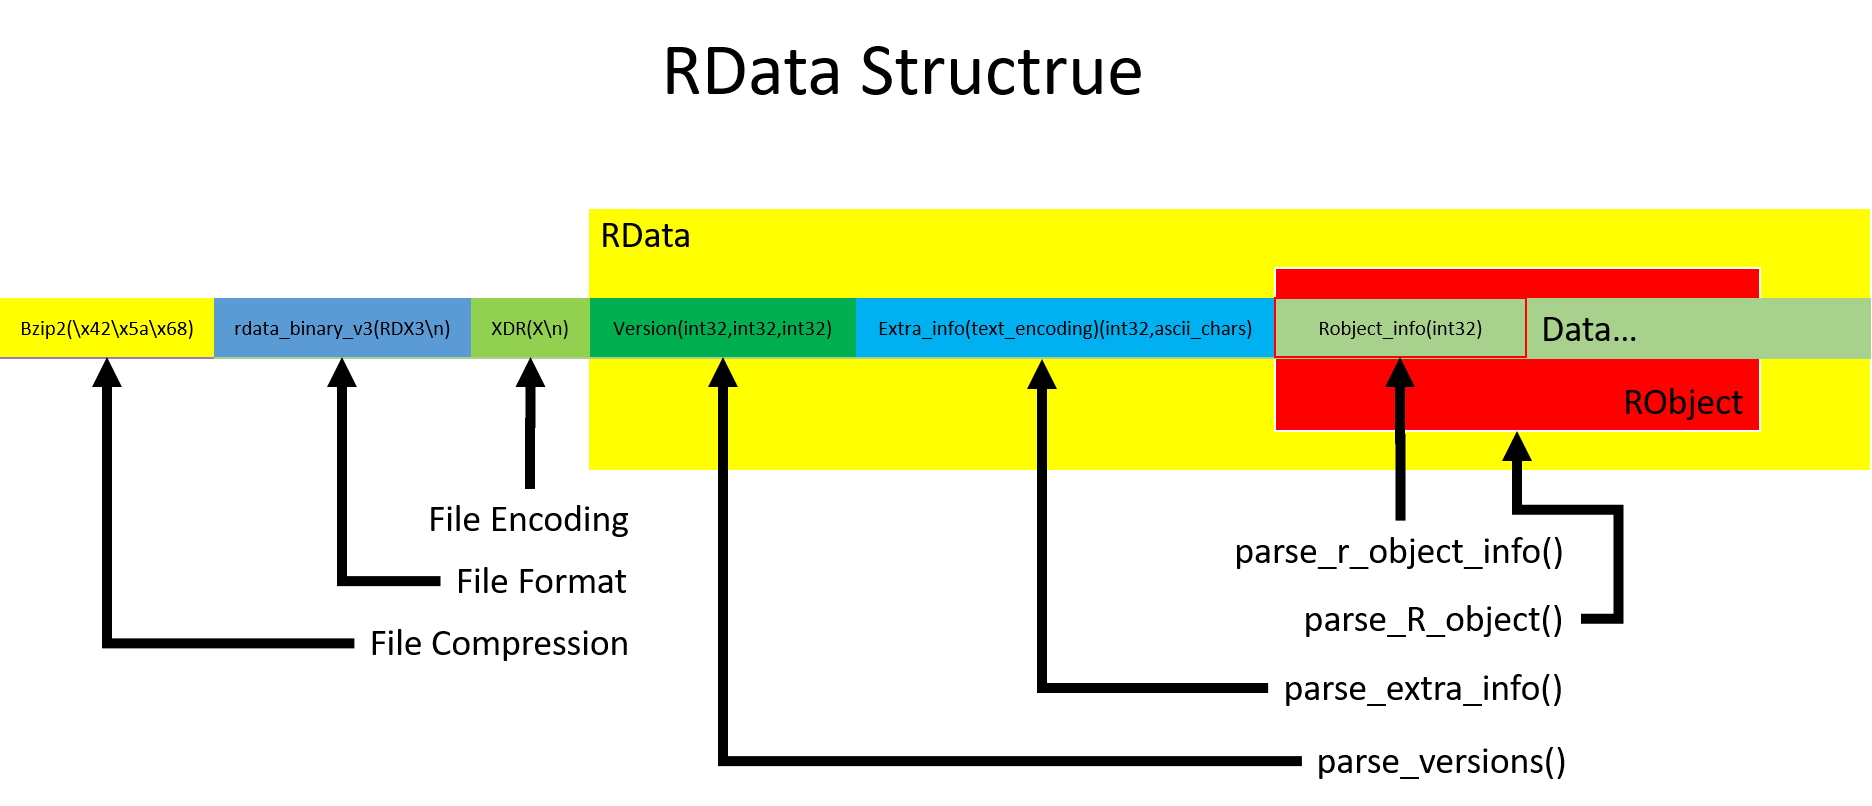 RData Structrue
RData
Bzip2(\x42\x5a\x68)
rdata_binary_v3(RDX3\n)
XDR(X\n)
Version(int32,int32,int32)
Extra_info(text_encoding)(int32,ascii_chars)
Robject_info(int32)
Data...
RObject
File Encoding
File Format
File Compression
parse_r_object_info()
parse_R_object()
parse_extra_info()
parse_versions()